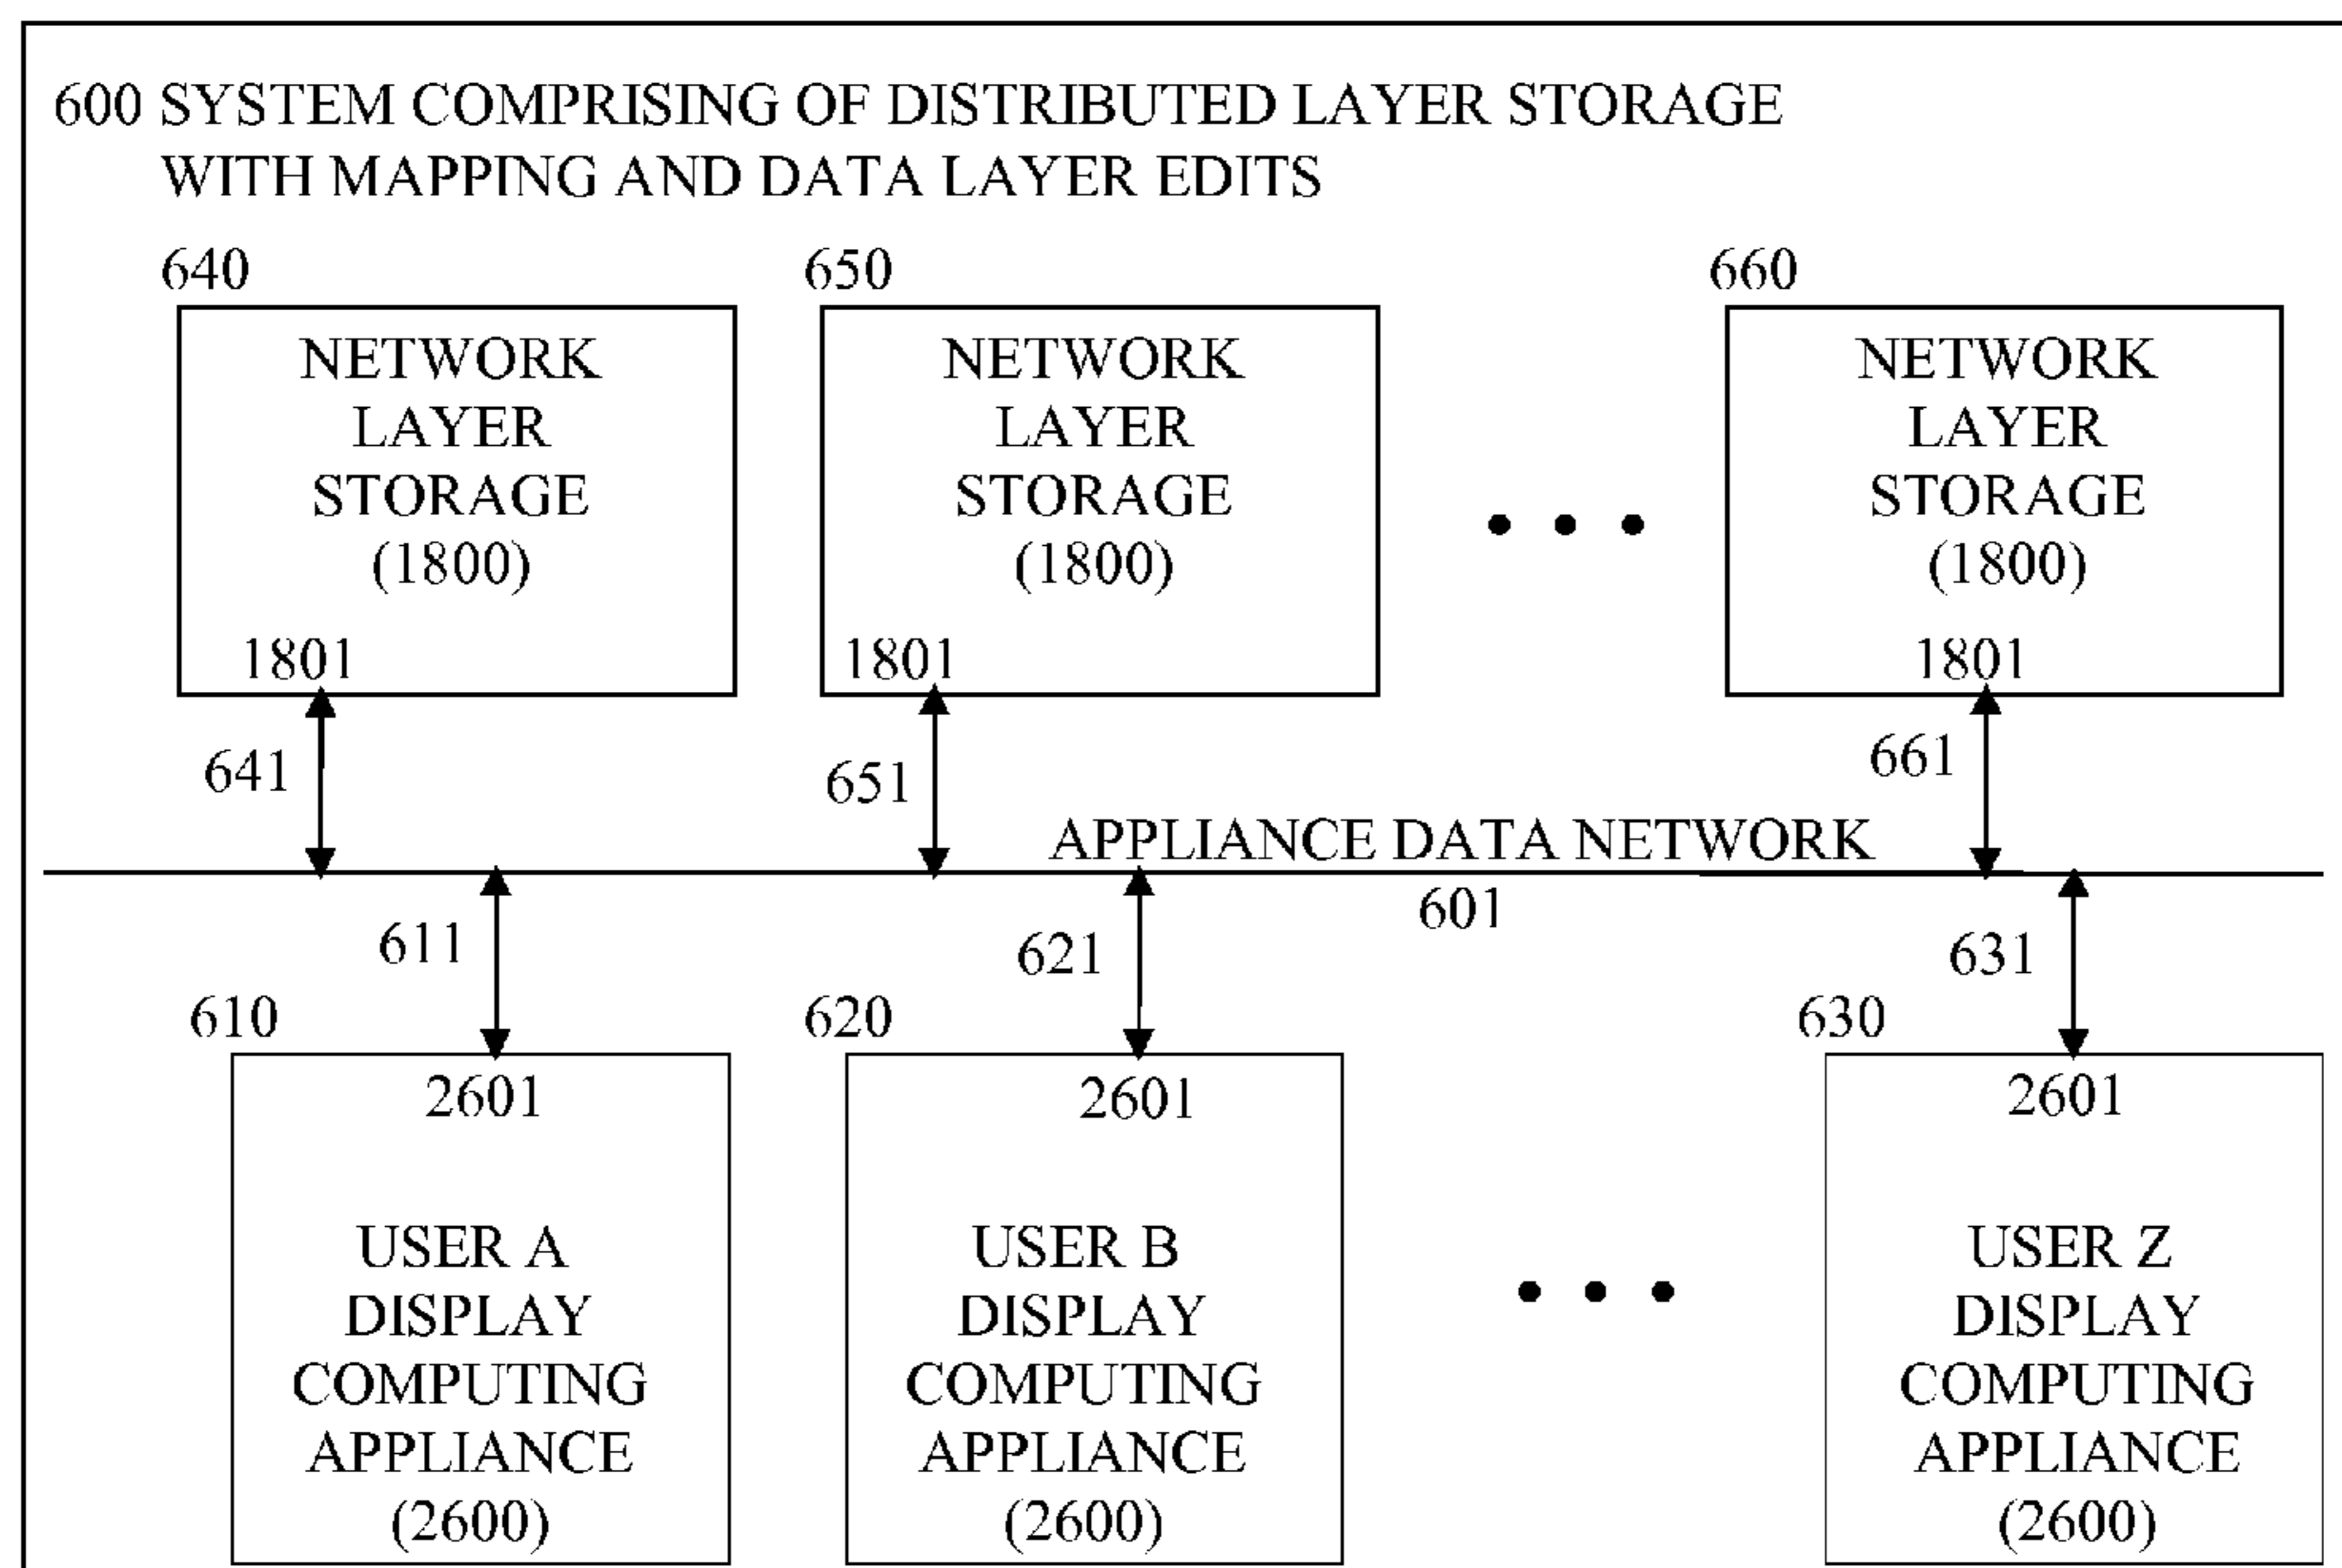 600 SYSTEM COMPRISING OF DISTRIBUTED LAYER STORAGE
WITH MAPPING AND DATA LAYER EDITS
640
650
660
NETWORK
LAYER
STORAGE
(1800)
1801
NETWORK
LAYER
STORAGE
(1800)
1801
NETWORK
LAYER
STORAGE
(1800)
1801
641
651
661
APPLIANCE DATA NETWORK
601
611
621
631
610
620
630
2601
USER A
DISPLAY
COMPUTING
APPLIANCE
(2600)
2601
USER B
DISPLAY
COMPUTING
APPLIANCE
(2600)
2601
USER Z
DISPLAY
COMPUTING
APPLIANCE
(2600)